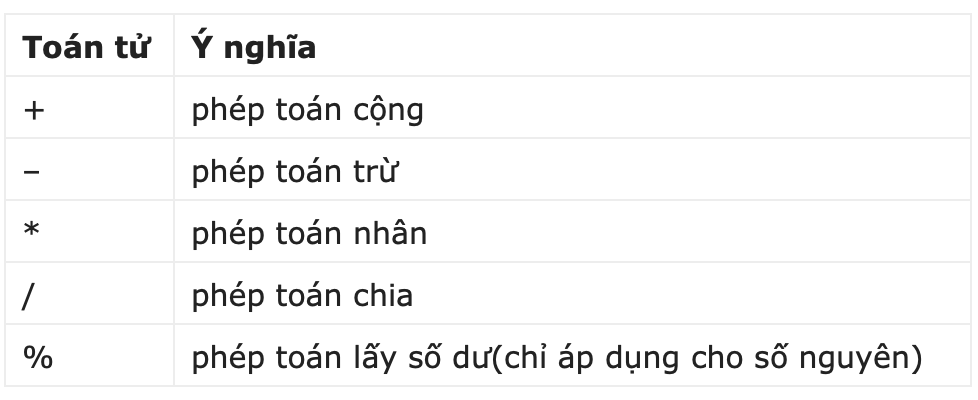 Toán tử Ý nghĩa
+ phép toán cộng
– phép toán trừ
* phép toán nhân
/ phép toán chia
% phép toán lấy số dư(chỉ áp dụng cho số nguyên)